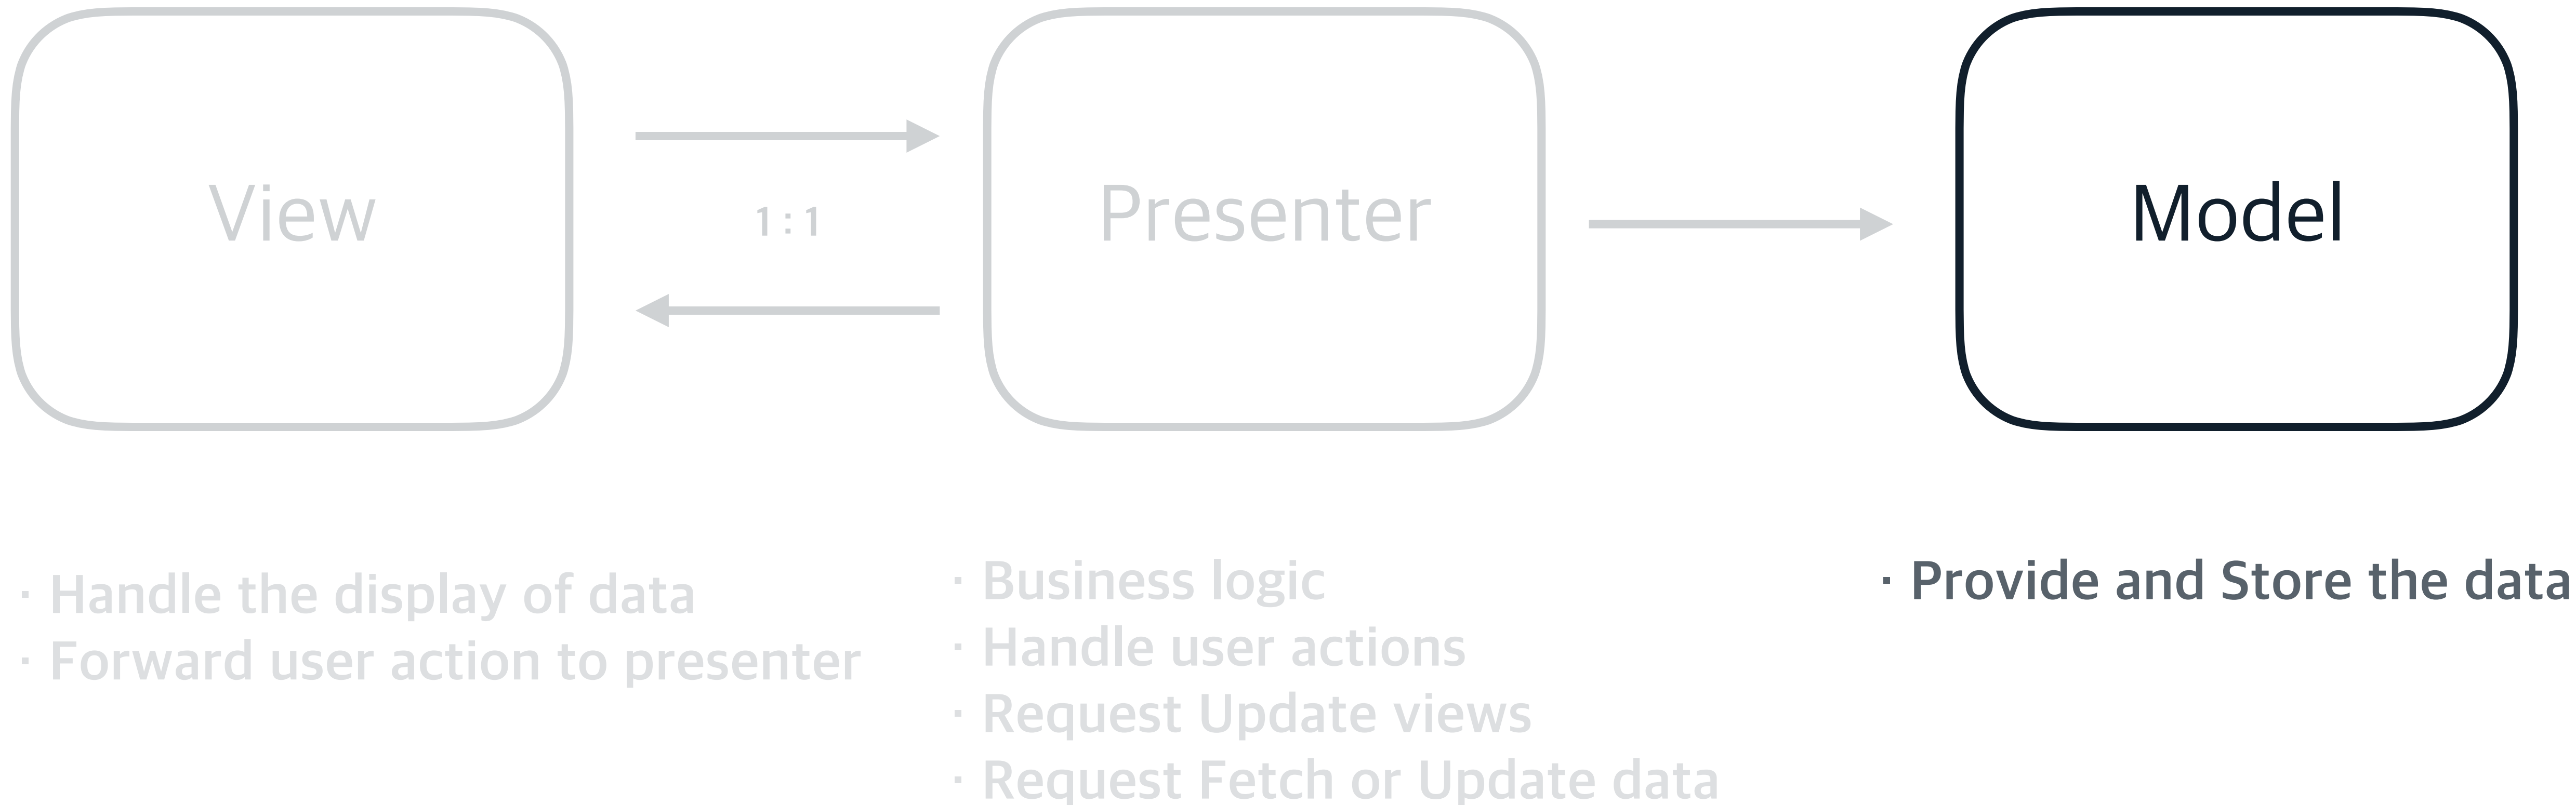 View
1 : 1
Presenter
Model
· Handle the display of data
· Forward user action to presenter
· Business logic
· Handle user actions
· Request Update views
· Request Fetch or Update data
· Provide and Store the data